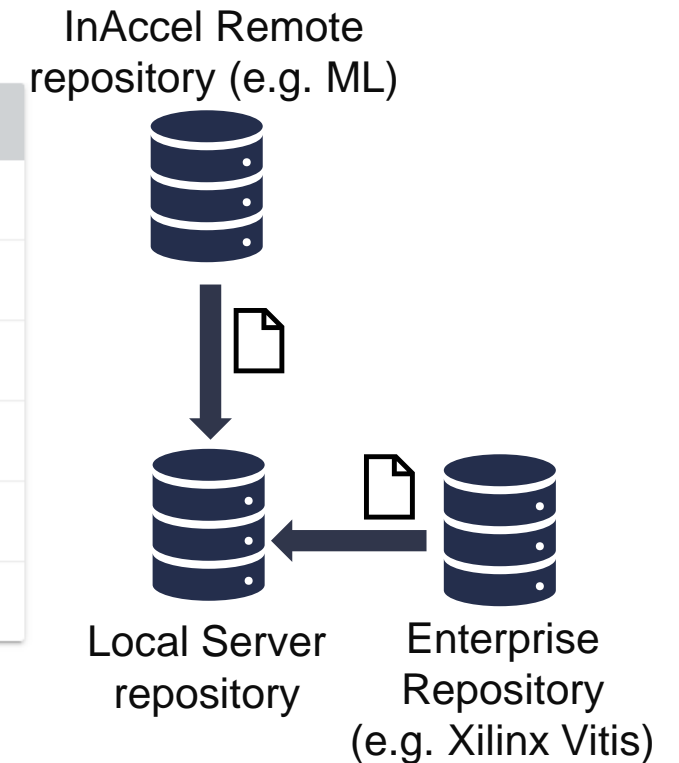 InAccel Remote
repository (e.g. ML)
Local Server
repository
Enterprise
Repository
(e.g. Xilinx Vitis)